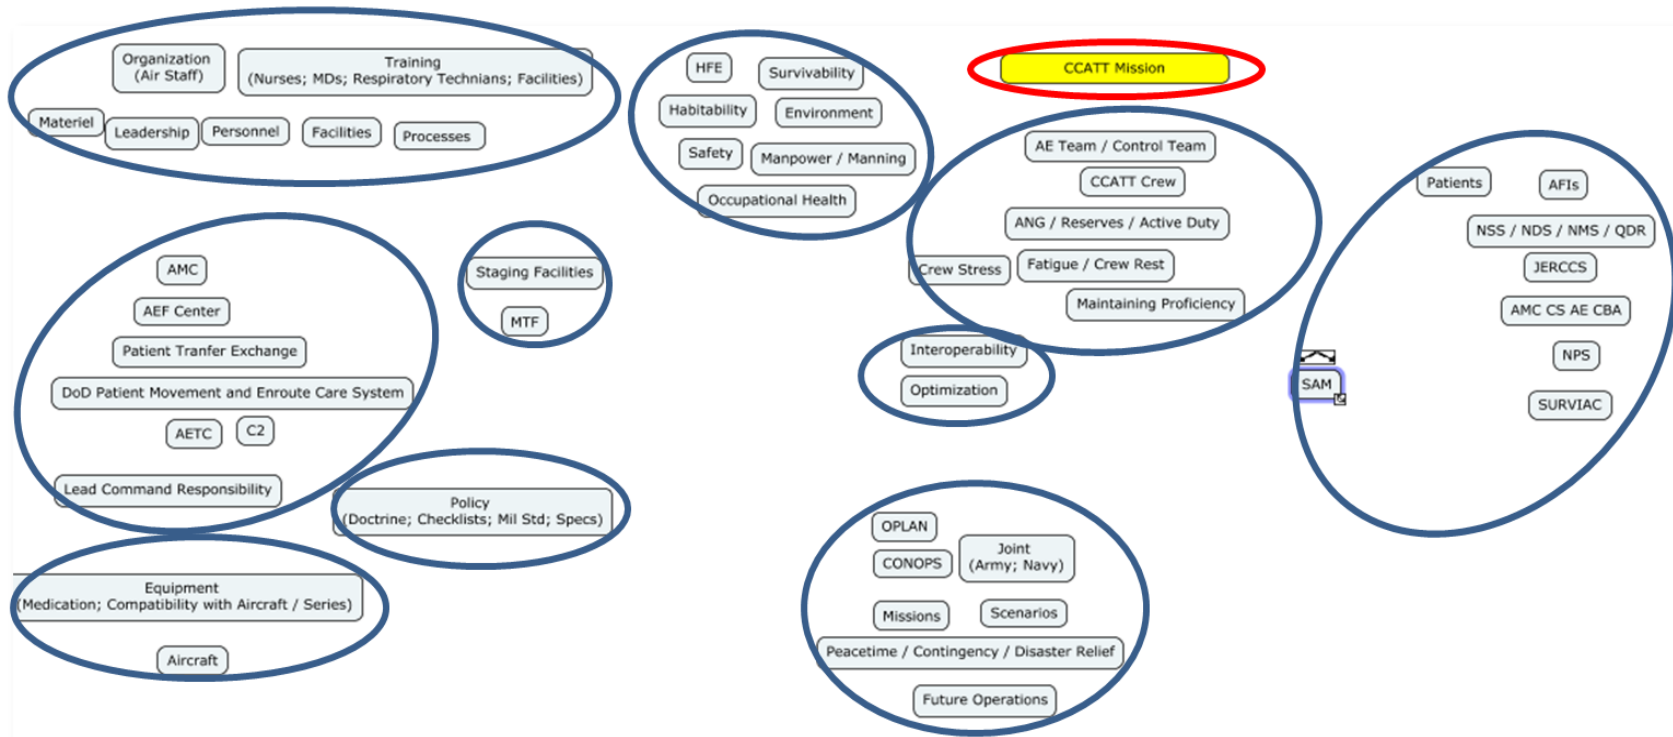 Organization
(Air Staff)
Training
(Nurses; MDs; Respiratory Technians; Facilities)
Materiel
Leadership
Personnel
Facilities
Processes
HFE
Survivability
Habitability
Environment
Safety
Manpower / Manning
Occupational Health
CCATT Mission
AE Team / Control Team
CCATT Crew
ANG / Reserves / Active Duty
Crew Stress
Fatigue / Crew Rest
Maintaining Proficiency
Patients
AFIs
NSS / NDS / NMS / QDR
JERCCS
AMC CS AE CBA
NPS
SAM
SURVIAC
AMC
AEF Center
Patient Tranfer Exchange
DoD Patient Movement and Enroute Care System
AETC
C2
Lead Command Responsibility
Staging Facilities
MTF
Interoperability
Optimization
Policy
(Doctrine; Checklists; Mil Std; Specs)
Equipment
(Medication; Compatibility with Aircraft / Series)
Aircraft
OPLAN
CONOPS
Joint
(Army; Navy)
Missions
Scenarios
Peacetime / Contingency / Disaster Relief
Future Operations